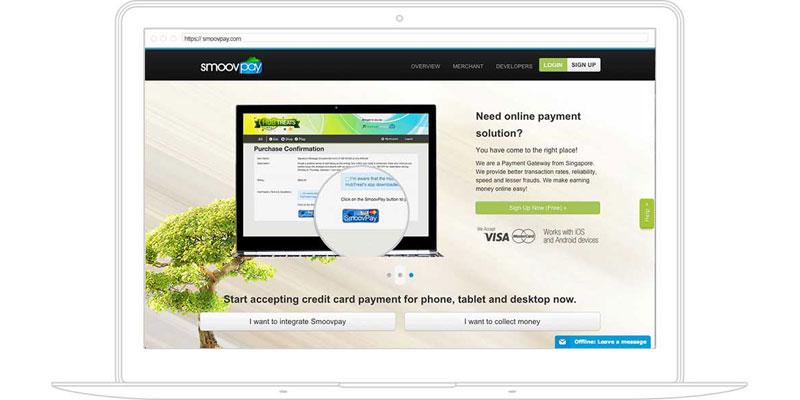 https:// smoovpay.com
smoovpay
OVERVIEW MERCHANT DEVELOPERS LOGIN SIGN UP
HUBTREATS
Purchase Confirmation
I'm aware that the
app downloade
Click on the SmoovPay button to
SmoovPay
Need online payment
solution?
You have come to the right place!
We are a Payment Gateway from Singapore.
We provide better transaction rates, reliability,
speed and lesser frauds. We make earning
money online easy!
Sign Up Now (Free) »
Help >
We Accept
VISA MasterCard
Works with iOS
and Android devices
Start accepting credit card payment for phone, tablet and desktop now.
I want to integrate Smoovpay I want to collect money
Offline: Leave a message